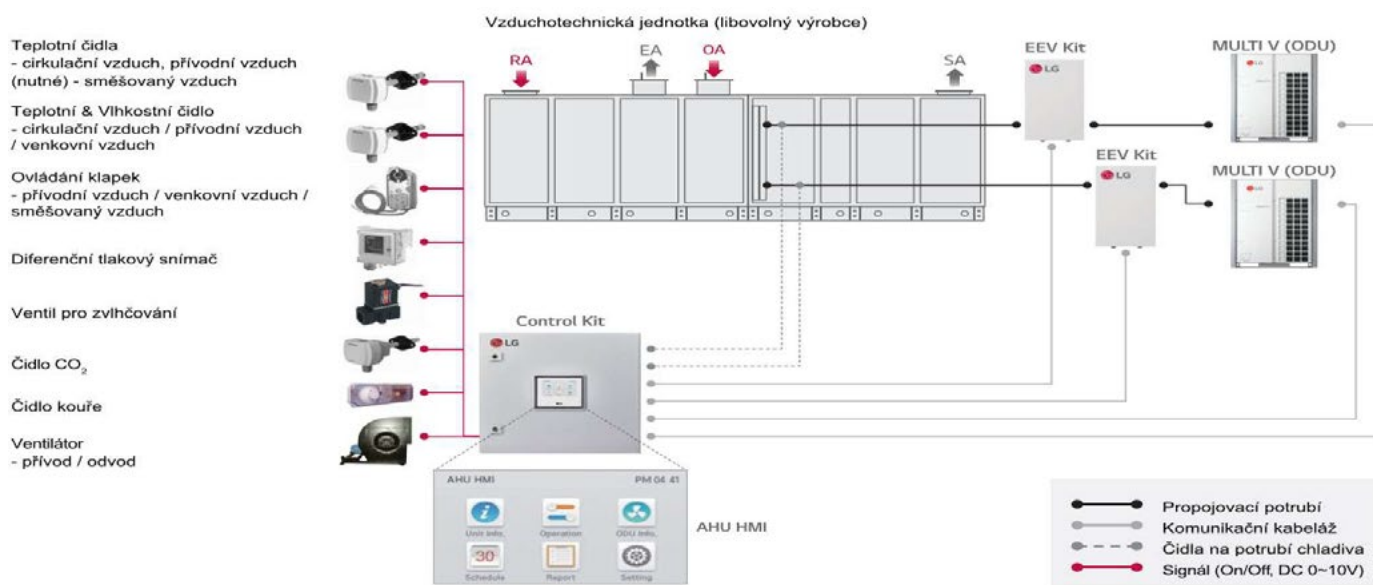 Vzduchotechnická jednotka (libovolný výrobce)
Teplotní čidla
- cirkulační vzduch, přívodní vzduch
(nutné) - směšovaný vzduch
Teplotní & Vlhkostní čidlo
- cirkulační vzduch / přívodní vzduch
/ venkovní vzduch
Ovládání klapek
- přívodní vzduch / venkovní vzduch /
směšovaný vzduch
Diferenční tlakový snímač
Ventil pro zvlhčování
Čidlo CO₂
Čidlo kouře
Ventilátor
- přívod / odvod
RA
EA
OA
SA
EEV Kit
LG
MULTI V (ODU)
LG
EEV Kit
LG
MULTI V (ODU)
Control Kit
LG
AHU HMI
PM 04 41
Unit Info.
Operation
ODU Info.
30
Schedule
Report
Setting
AHU HMI
Propojovací potrubí
Komunikační kabeláž
Čidla na potrubí chladiva
Signál (On/Off, DC 0~10V)